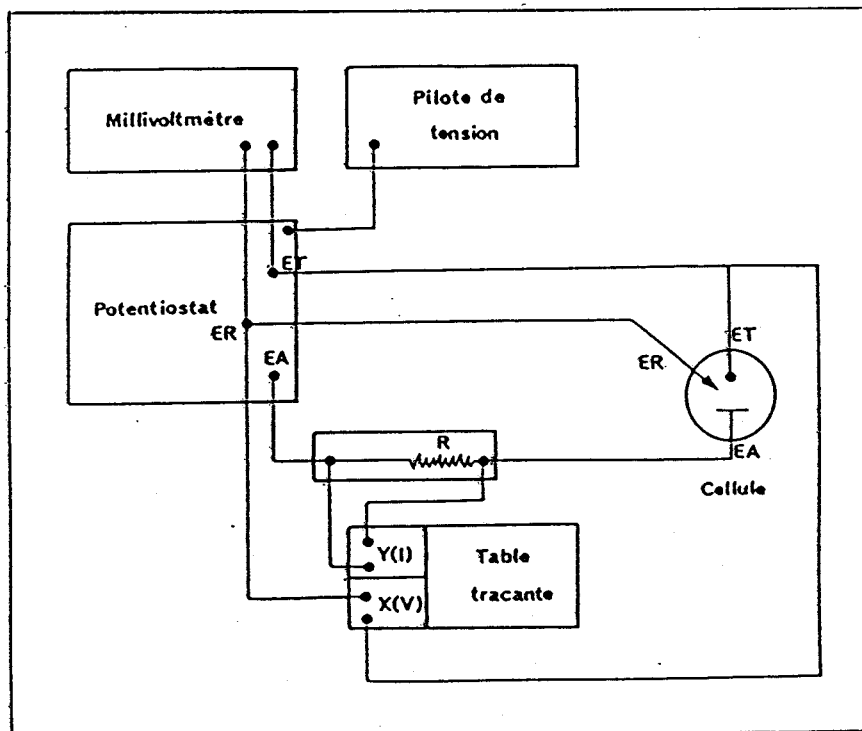 Millivoltmètre
Pilote de
tension
ET
Potentiostat
ER
EA
ER
ET
R
EA
Cellule
Y(I)
Table
X(V)
tracante